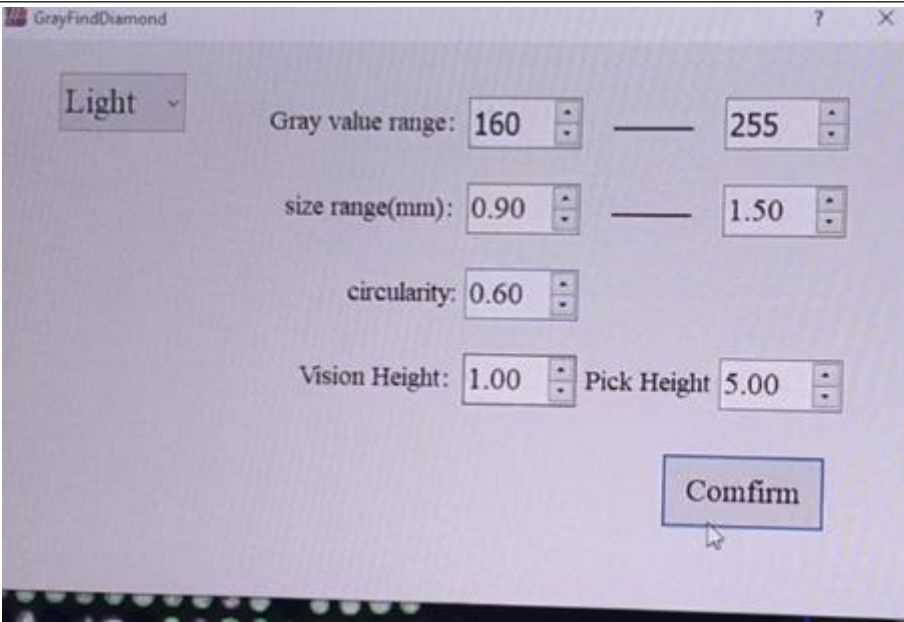 GrayFindDiamond ? ×
Light
Gray value range: 160 — 255
size range(mm): 0.90 — 1.50
circularity: 0.60
Vision Height: 1.00 Pick Height 5.00
Comfirm